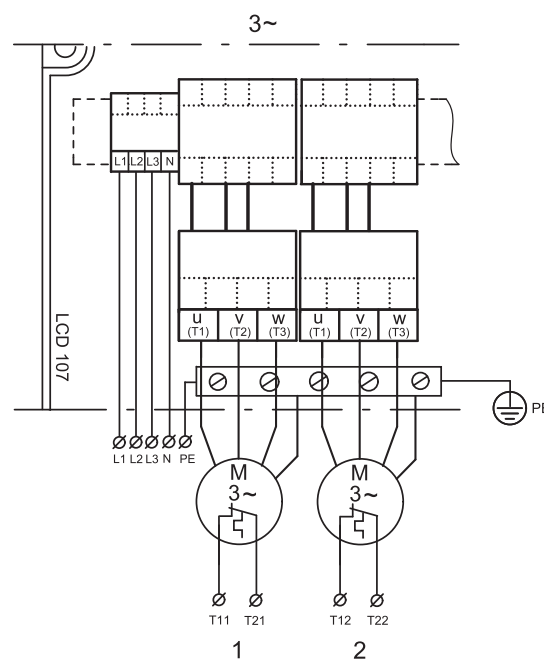 3~
L1 L2 L3 N
u v w u v w
(T1) (T2) (T3) (T1) (T2) (T3)
LCD 107
PE
L1 L2 L3 N PE
M M
3~ 3~
T11 T21 T12 T22
1 2